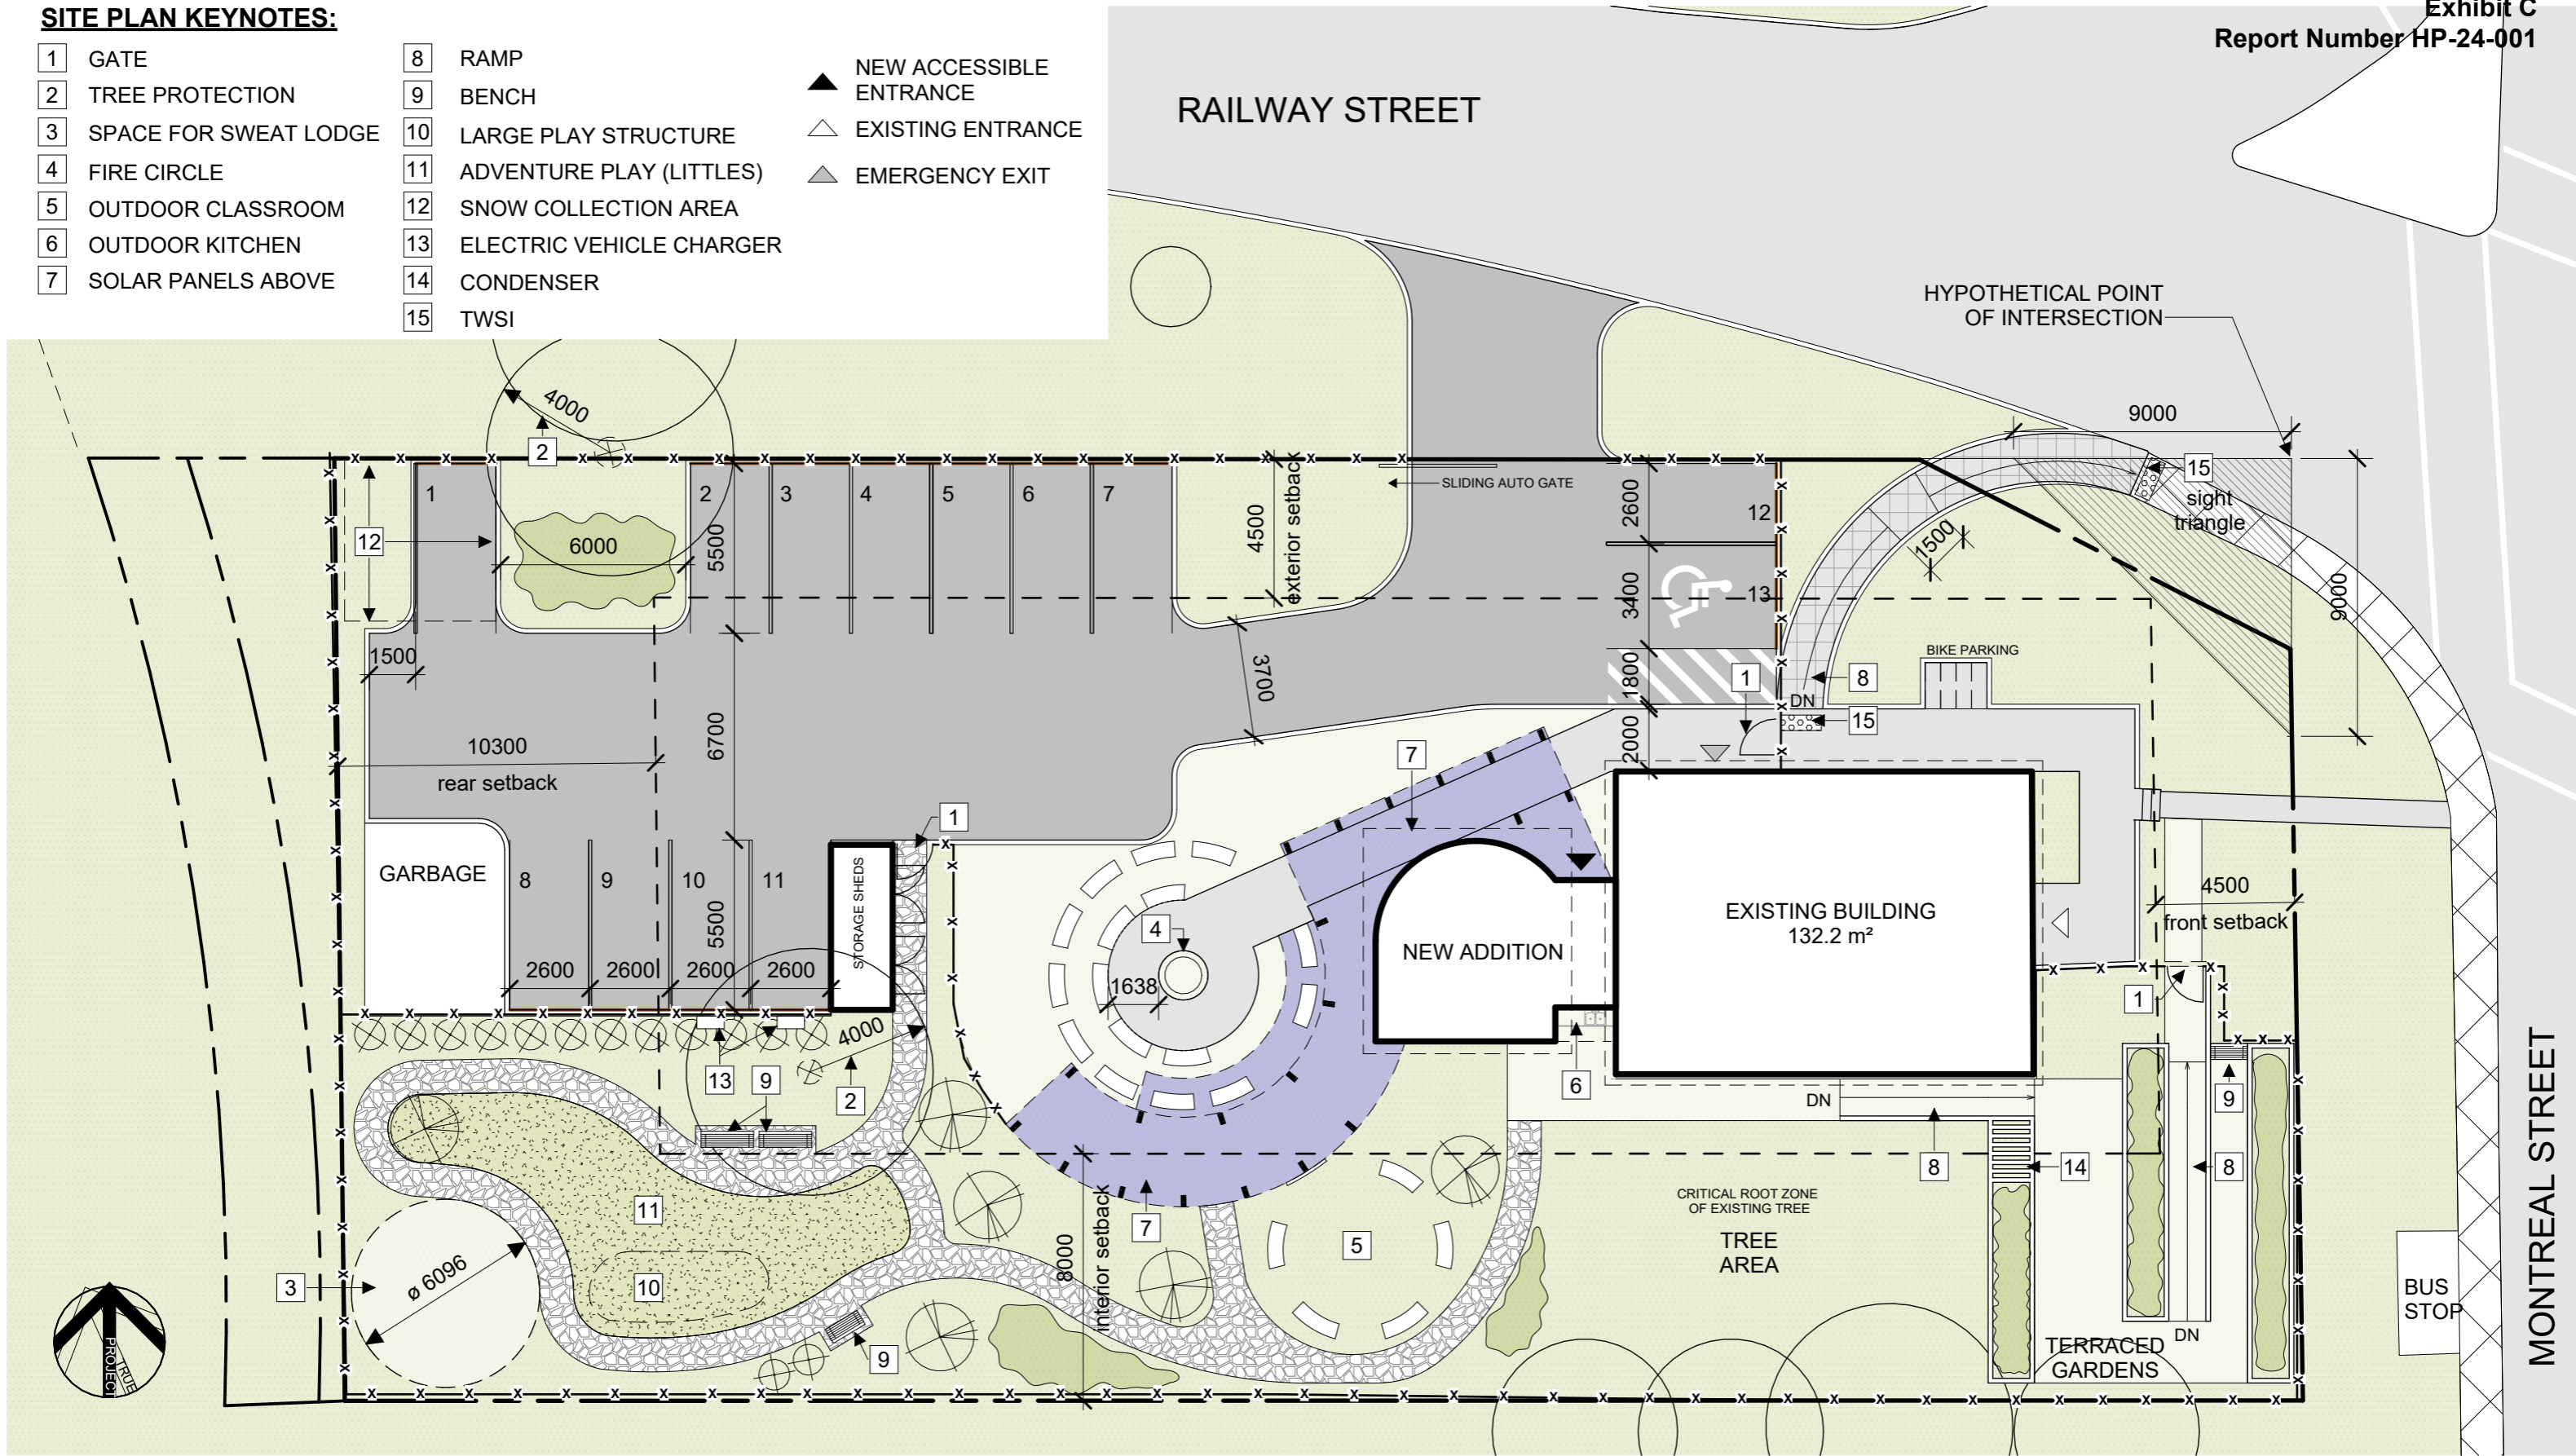 SITE PLAN KEYNOTES:
1 GATE
2 TREE PROTECTION
3 SPACE FOR SWEAT LODGE
4 FIRE CIRCLE
5 OUTDOOR CLASSROOM
6 OUTDOOR KITCHEN
7 SOLAR PANELS ABOVE
8 RAMP
9 BENCH
10 LARGE PLAY STRUCTURE
11 ADVENTURE PLAY (LITTLES)
12 SNOW COLLECTION AREA
13 ELECTRIC VEHICLE CHARGER
14 CONDENSER
15 TWSI
NEW ACCESSIBLE
ENTRANCE
EXISTING ENTRANCE
EMERGENCY EXIT
Exhibit C
Report Number HP-24-001
RAILWAY STREET
HYPOTHETICAL POINT
OF INTERSECTION
9000
4000
2
15
sight
triangle
9000
1
2
3
4
5
6
7
12
6000
5500
4500
exterior setback
SLIDING AUTO GATE
2600
12
3400
13
1800
2000
1500
1500
3700
BIKE PARKING
1
8
DN
15
10300
rear setback
6700
7
1
GARBAGE
8
9
10
11
5500
2600
2600
2600
2600
STORAGE SHEDS
4
1638
NEW ADDITION
EXISTING BUILDING
132.2 m²
4500
front setback
1
4000
13
9
2
6
DN
8
14
8
9
DN
11
10
3
ø 6096
9
8000
interior setback
7
5
CRITICAL ROOT ZONE
OF EXISTING TREE
TREE
AREA
TERRACED
GARDENS
BUS
STOP
MONTREAL STREET
PROJECT
TRUE